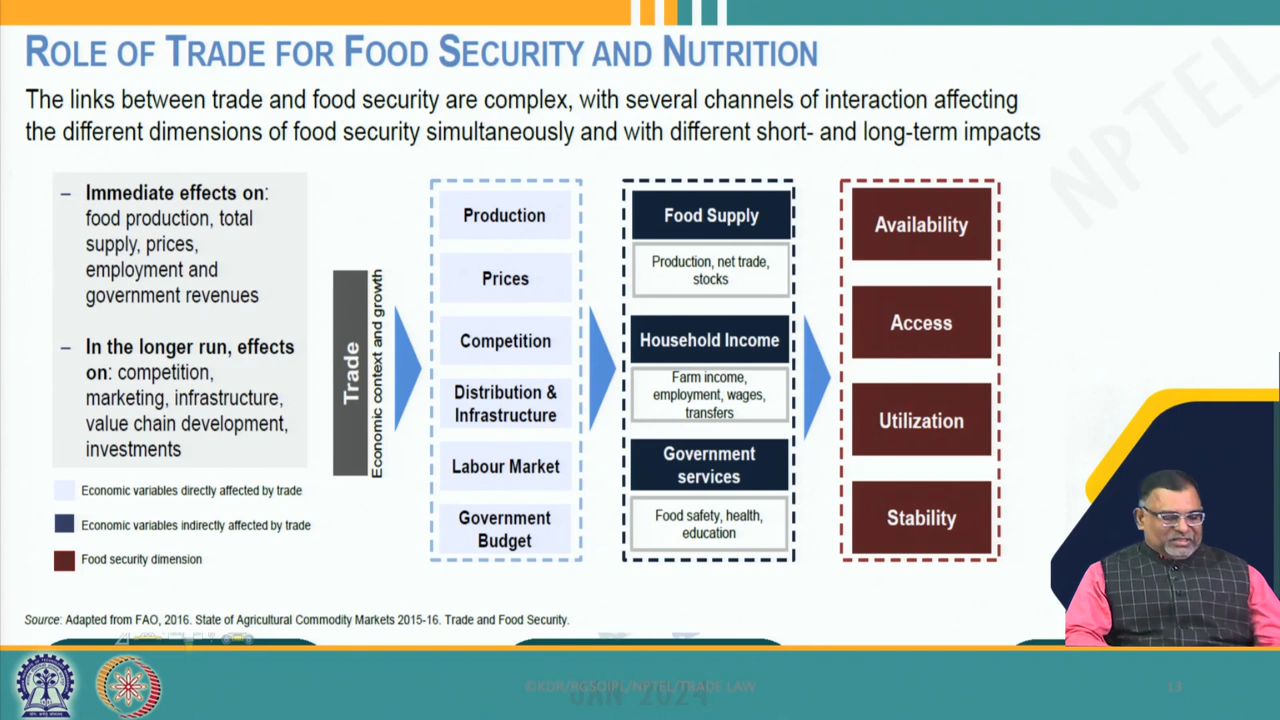 ROLE OF TRADE FOR FOOD SECURITY AND NUTRITION
The links between trade and food security are complex, with several channels of interaction affecting
the different dimensions of food security simultaneously and with different short- and long-term impacts
– Immediate effects on:
food production, total
supply, prices,
employment and
government revenues
– In the longer run, effects
on: competition,
marketing, infrastructure,
value chain development,
investments
Economic variables directly affected by trade
Economic variables indirectly affected by trade
Food security dimension
Trade
Economic context and growth
Production
Prices
Competition
Distribution &
Infrastructure
Labour Market
Government
Budget
Food Supply
Production, net trade,
stocks
Household Income
Farm income,
employment, wages,
transfers
Government
services
Food safety, health,
education
Availability
Access
Utilization
Stability
Source: Adapted from FAO, 2016. State of Agricultural Commodity Markets 2015-16. Trade and Food Security.
©KDR/RGSOIPL/NPTEL/TRADE LAW
JAN 2024
13
NPTEL